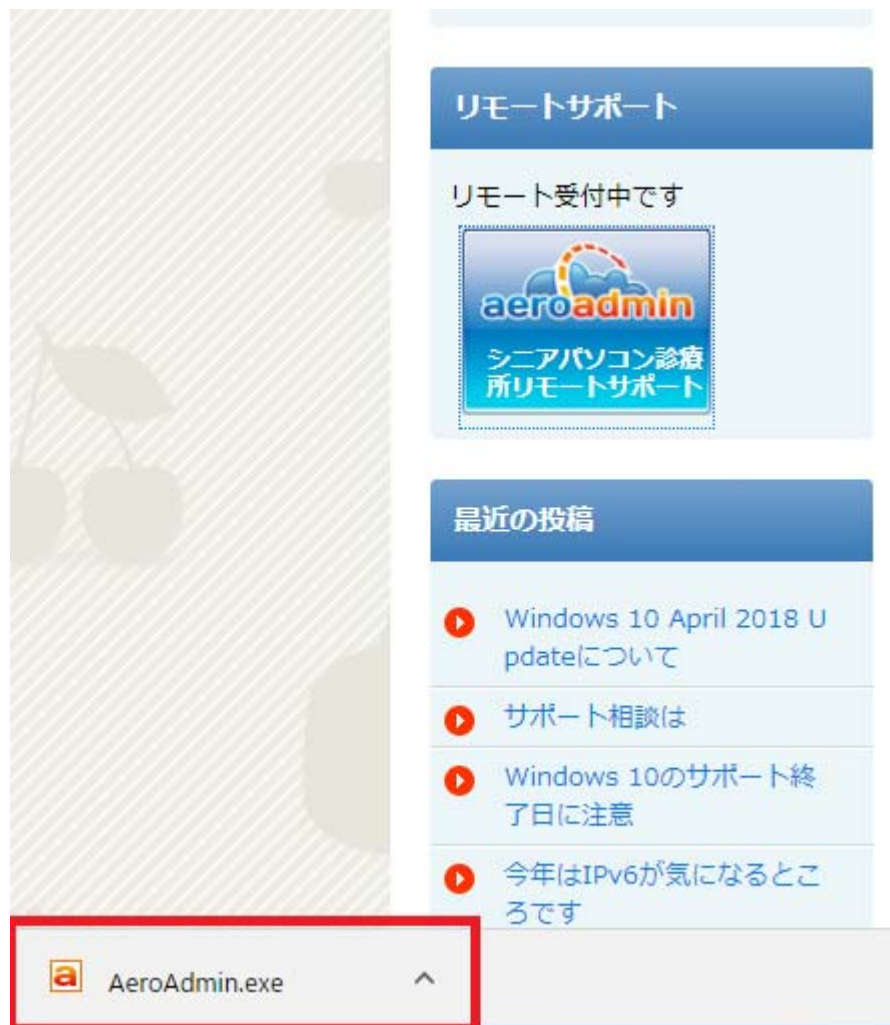 リモートサポート
リモート受付中です
aeroadmin
シニアパソコン診療
所リモートサポート
最近の投稿
Windows 10 April 2018 U
pdateについて
サポート相談は
Windows 10のサポート終
了日に注意
今年はIPv6が気になるとこ
ろです
a AeroAdmin.exe